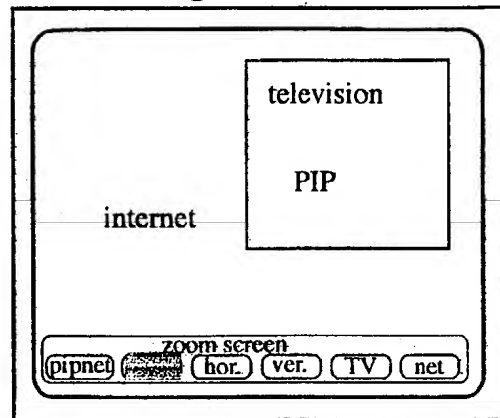 television
PIP
internet
zoom screen
pipnet hor. ver. TV net